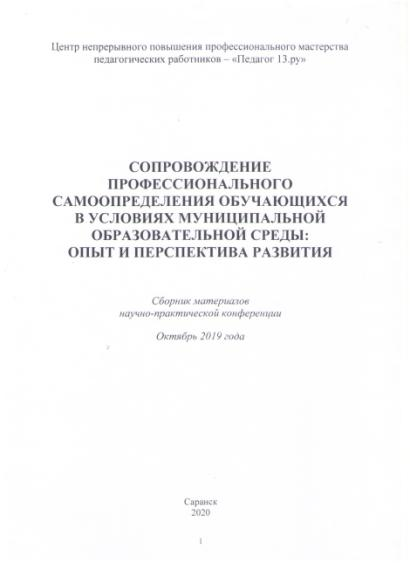 Центр непрерывного повышения профессионального мастерства
педагогических работников – «Педагог 13.ру»
СОПРОВОЖДЕНИЕ
ПРОФЕССИОНАЛЬНОГО
САМООПРЕДЕЛЕНИЯ ОБУЧАЮЩИХСЯ
В УСЛОВИЯХ МУНИЦИПАЛЬНОЙ
ОБРАЗОВАТЕЛЬНОЙ СРЕДЫ:
ОПЫТ И ПЕРСПЕКТИВА РАЗВИТИЯ
Сборник материалов
научно-практической конференции
Октябрь 2019 года
Саранск
2020
1